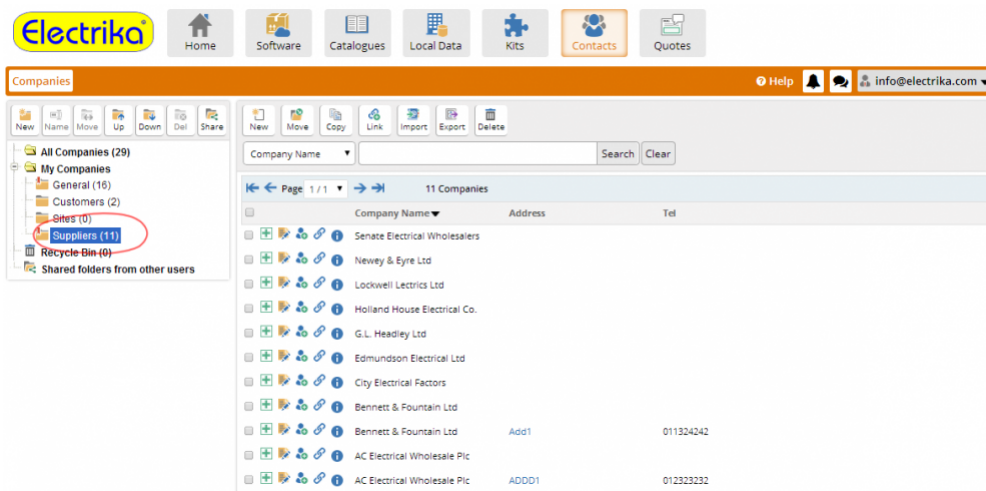 Electrika
Home
Software
Catalogues
Local Data
Kits
Contacts
Quotes
Companies
Help
info@electrika.com
New Name Move Up Down Del Share
New Move Copy Link Import Export Delete
All Companies (29)
My Companies
General (16)
Customers (2)
Sites (0)
Suppliers (11)
Recycle Bin (0)
Shared folders from other users
Company Name
Search Clear
Page 1 / 1 11 Companies
Company Name Address Tel
Senate Electrical Wholesalers
Newey & Eyre Ltd
Lockwell Lectrics Ltd
Holland House Electrical Co.
G.L. Headley Ltd
Edmundson Electrical Ltd
City Electrical Factors
Bennett & Fountain Ltd
Bennett & Fountain Ltd Add1 011324242
AC Electrical Wholesale Plc
AC Electrical Wholesale Plc ADDD1 012323232